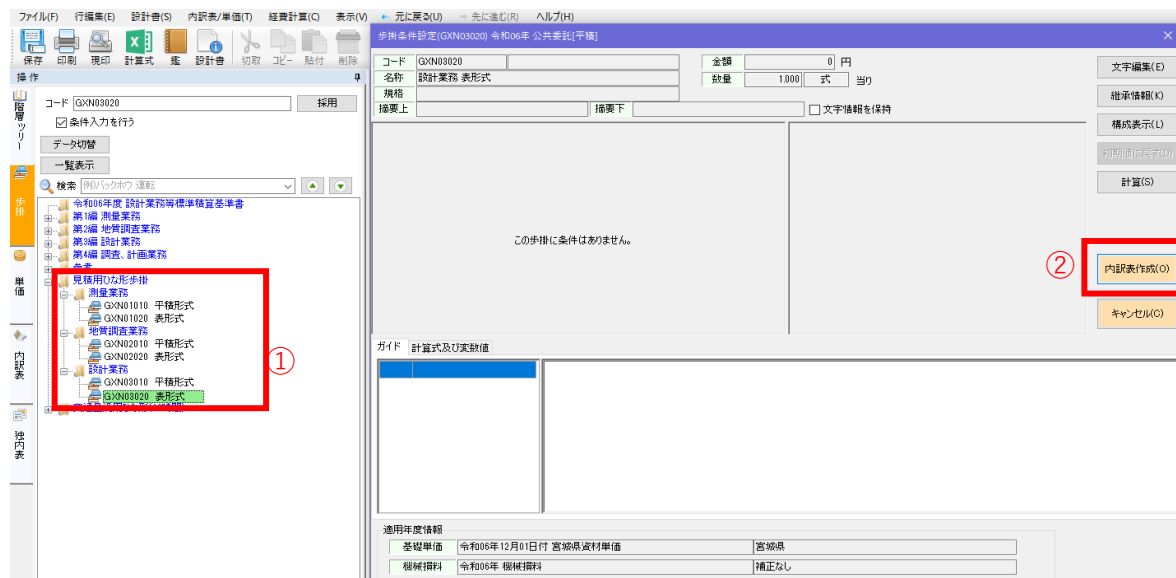 ファイル(F) 行編集(E) 設計書(S) 内訳表/単価(T) 経費計算(C) 表示(V) 元に戻る(U) 先に進む(R) ヘルプ(H)
保存 印刷 現印 計算式 鑑 設計書 切取 コピー 貼付 削除
操作
階層ツリー
歩掛
単価
内訳表
独内表
コード GXN03020 採用
条件入力を行う
データ切替
一覧表示
検索 (例)バックホウ 運転
令和06年度 設計業務等標準積算基準書
第1編 測量業務
第2編 地質調査業務
第3編 設計業務
第4編 調査、計画業務
参考
見積用ひな形歩掛
測量業務
GXN01010 平積形式
GXN01020 表形式
地質調査業務
GXN02010 平積形式
GXN02020 表形式
設計業務
GXN03010 平積形式
GXN03020 表形式
①
歩掛条件設定(GXN03020) 令和06年 公共委託[平積]
コード GXN03020 金額 0 円
名称 設計業務 表形式 数量 1.000 式 当り
規格
摘要上 摘要下 文字情報を保持
この歩掛に条件はありません。
文字編集(E)
継承情報(K)
構成表示(L)
初期値に戻す(D)
計算(S)
②
内訳表作成(O)
キャンセル(C)
ガイド 計算式及び変数値
適用年度情報
基礎単価 令和06年12月01日付 宮城県資材単価 宮城県
機械損料 令和06年 機械損料 補正なし